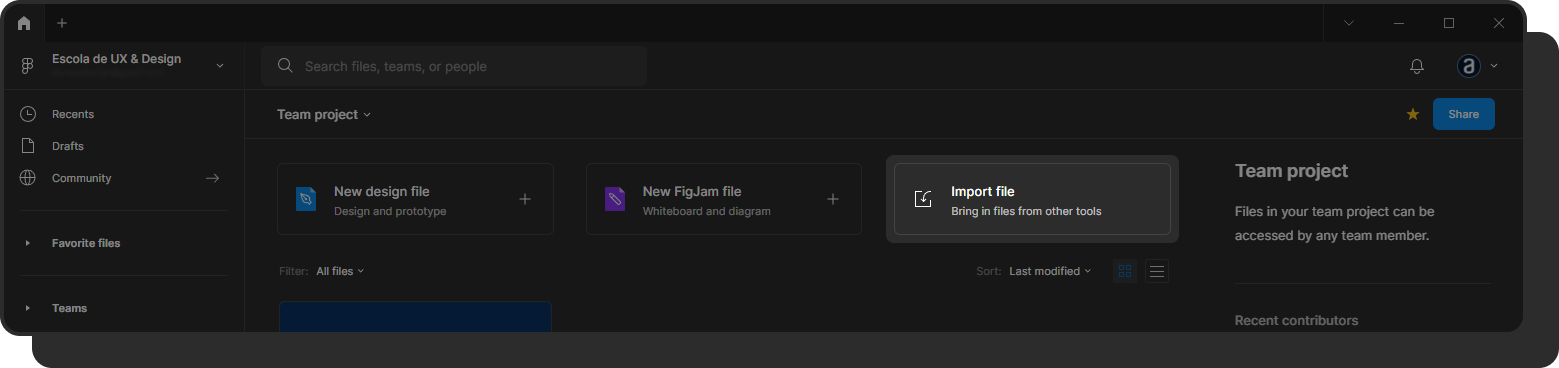 Escola de UX & Design
Search files, teams, or people
a
Recents
Drafts
Community
Favorite files
Teams
Team project
Share
New design file
Design and prototype
New FigJam file
Whiteboard and diagram
Import file
Bring in files from other tools
Filter: All files
Sort: Last modified
Team project
Files in your team project can be
accessed by any team member.
Recent contributors